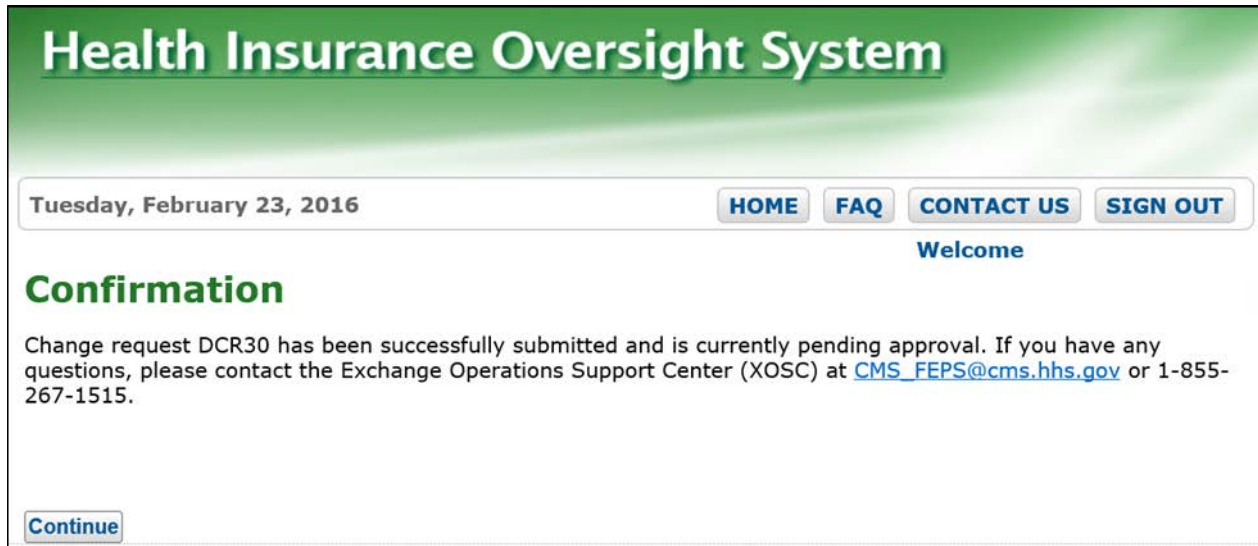 Health Insurance Oversight System
Tuesday, February 23, 2016 HOME FAQ CONTACT US SIGN OUT
Welcome
Confirmation
Change request DCR30 has been successfully submitted and is currently pending approval. If you have any
questions, please contact the Exchange Operations Support Center (XOSC) at CMS_FEPS@cms.hhs.gov or 1-855-
267-1515.
Continue